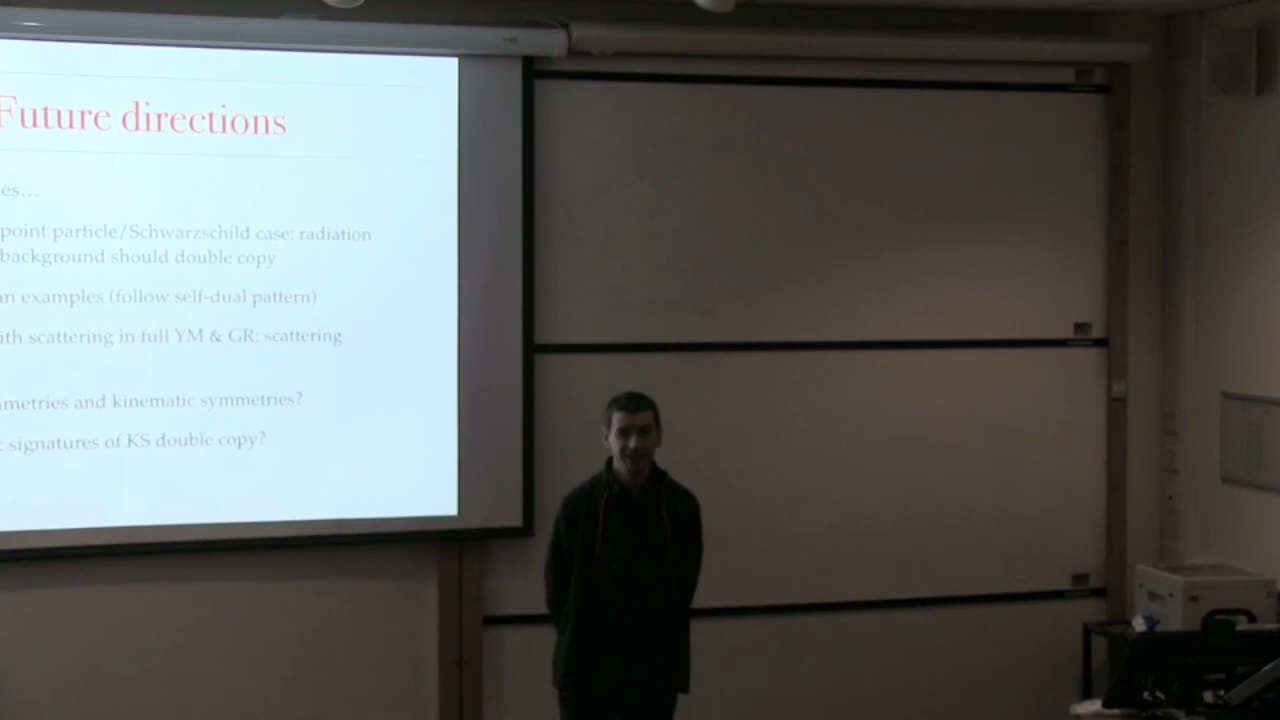 Future directions
es...
point particle/Schwarzschild case: radiation
background should double copy
an examples (follow self-dual pattern)
ith scattering in full YM & GR: scattering
metries and kinematic symmetries?
signatures of KS double copy?